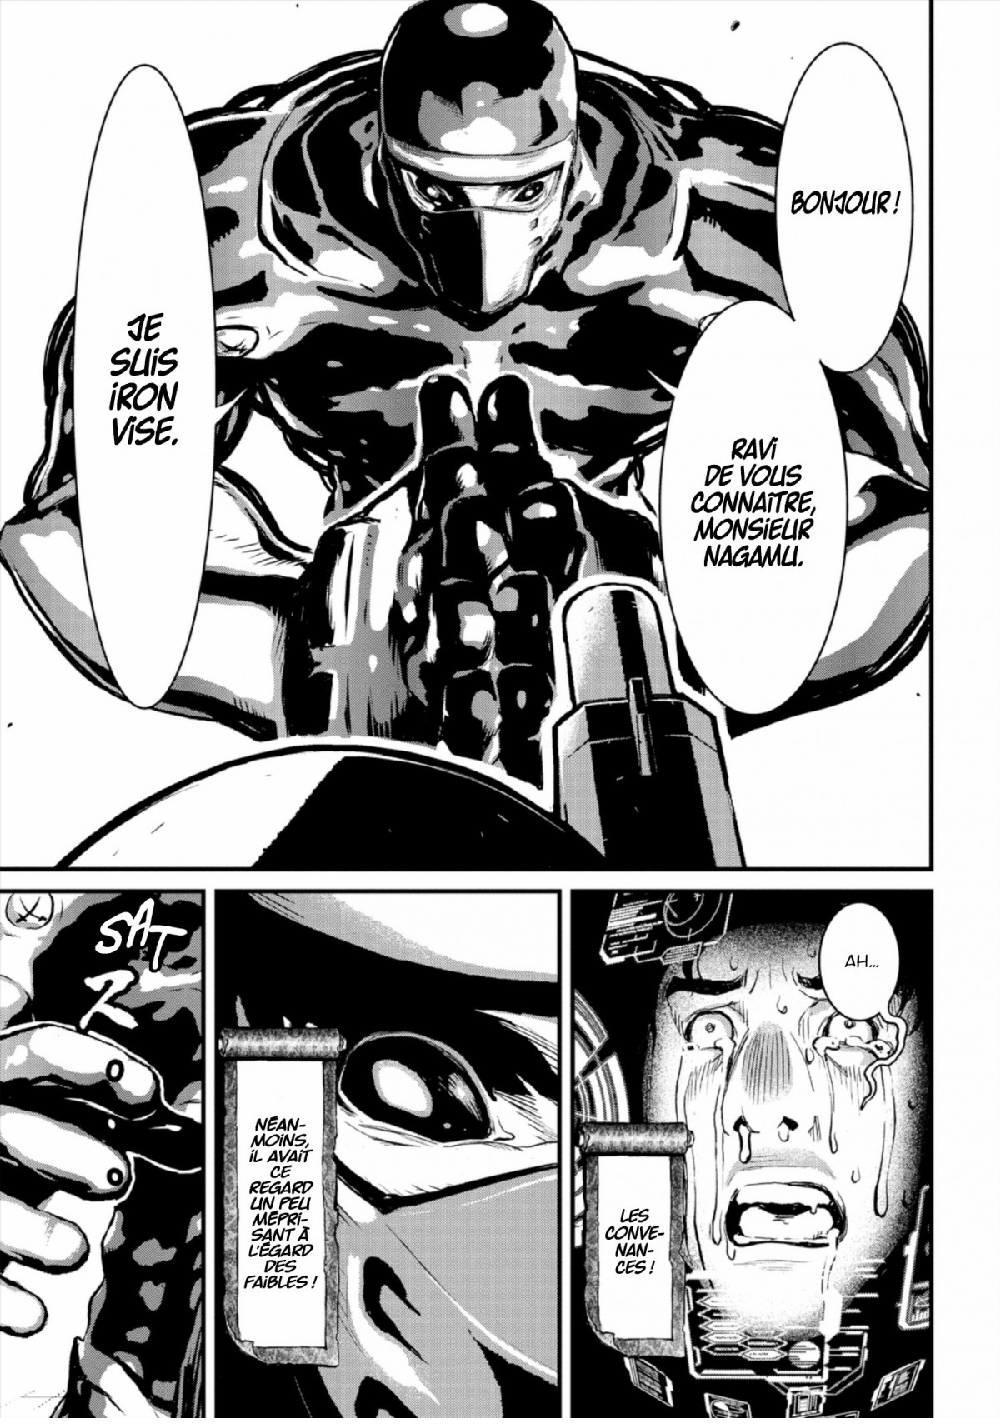 BONJOUR !
RAVI
DE VOUS
CONNAÎTRE,
MONSIEUR
NAGAMU.
JE
SUIS
IRON
VISE.
AH...
LES
CONVE-
NAN-
CES !
NÉAN-
MOINS,
IL AVAIT
CE
REGARD
UN PEU
MÉPRI-
SANT À
L'ÉGARD
DES
FAIBLES !
SAT
Z